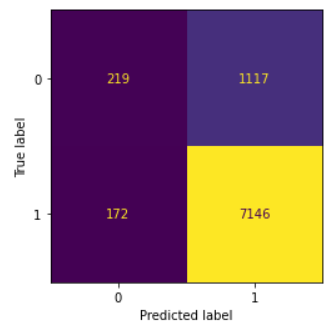 0
219 1117
True label
1
172 7146
0 1
Predicted label